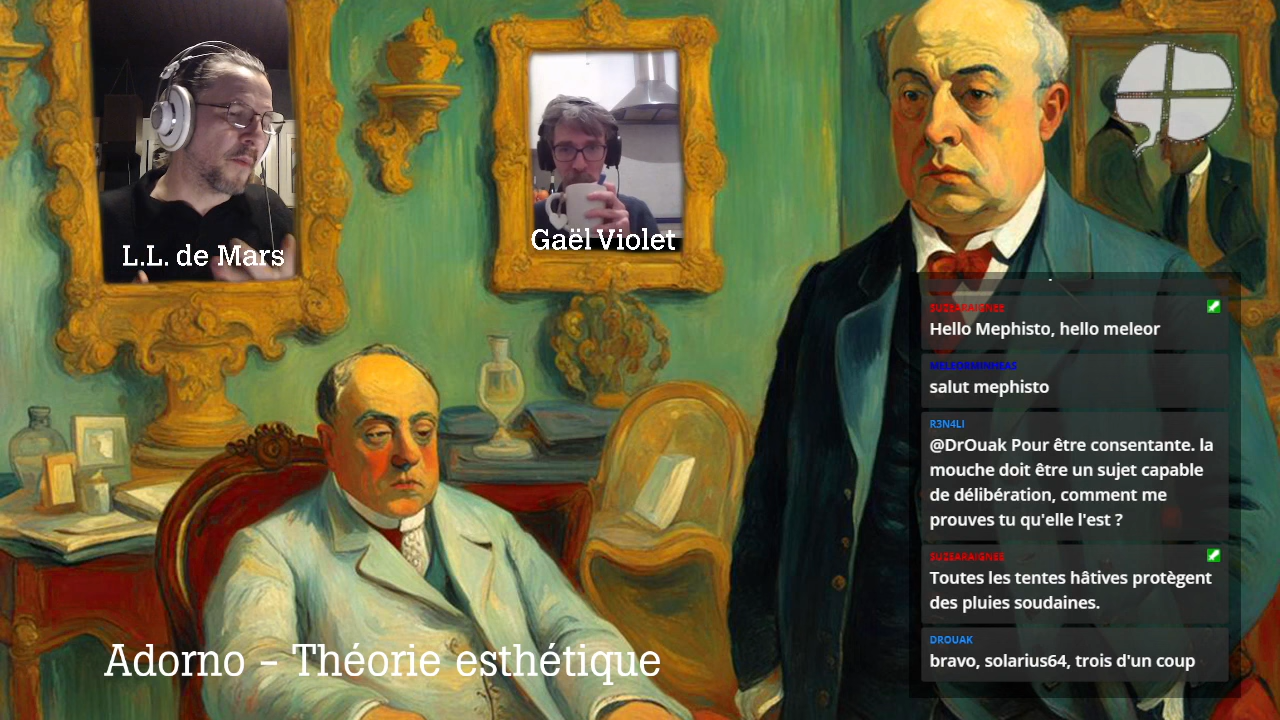 L.L. de Mars
Gaël Violet
SUZEARAIGNEE
Hello Mephisto, hello meleor
MELEORMINHEAS
salut mephisto
R3N4LI
@DrOuak Pour être consentante. la
mouche doit être un sujet capable
de délibération, comment me
prouves tu qu'elle l'est ?
SUZEARAIGNEE
Toutes les tentes hâtives protègent
des pluies soudaines.
DROUAK
bravo, solarius64, trois d'un coup
Adorno – Théorie esthétique